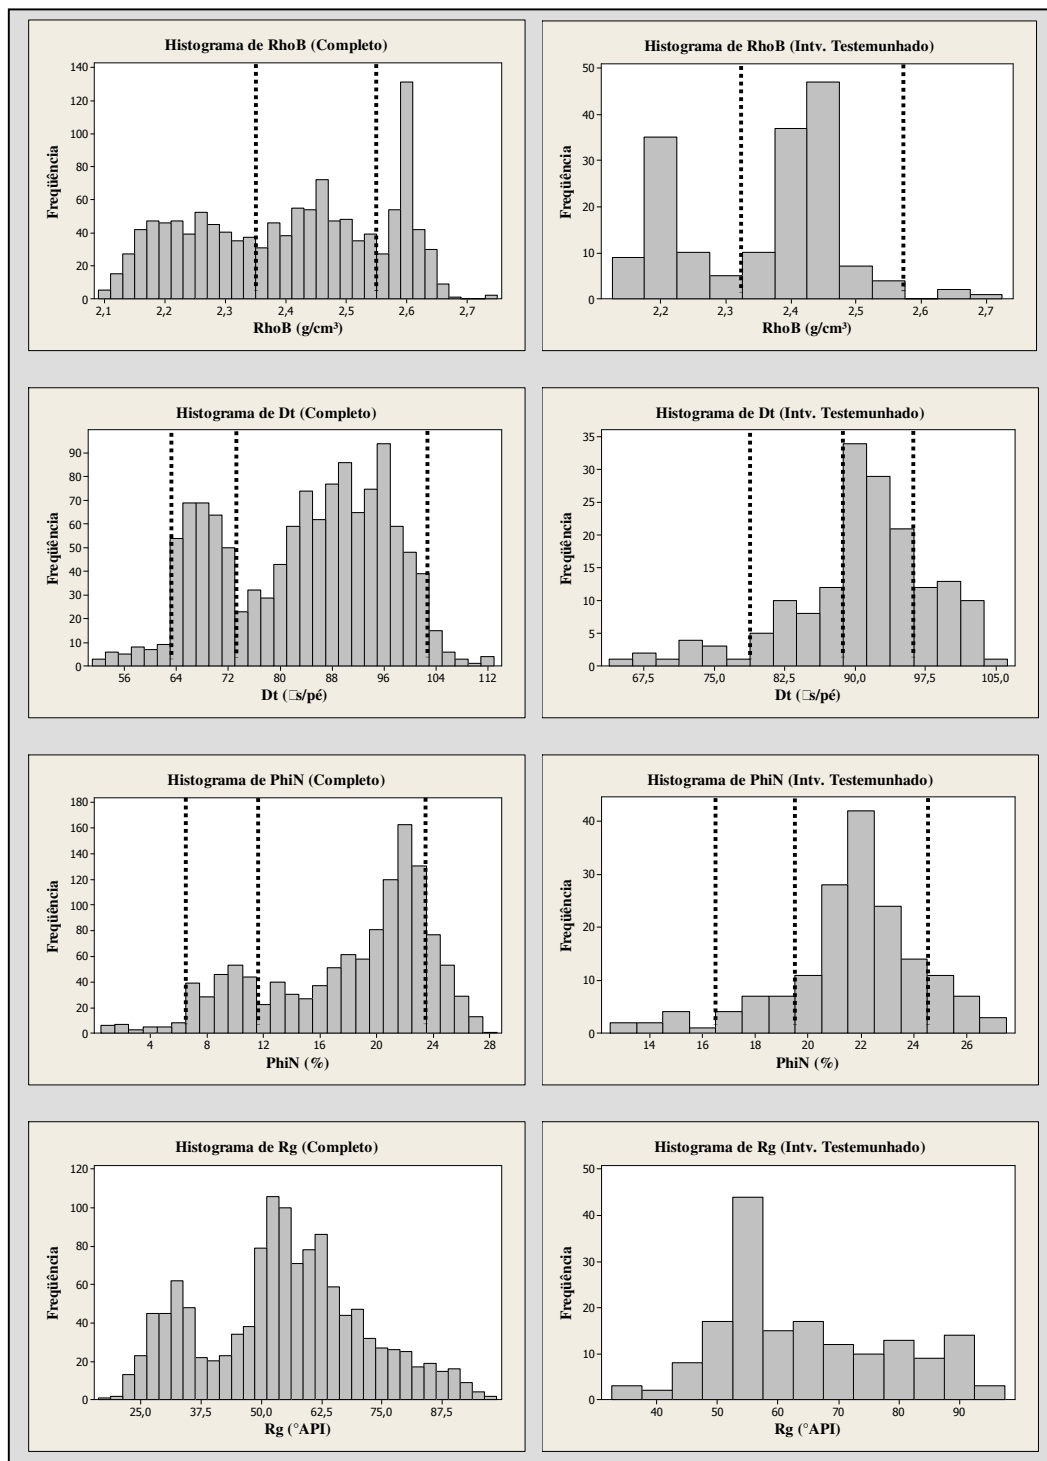 Histograma de RhoB (Completo)
Freqüência
140
120
100
80
60
40
20
0
2,1 2,2 2,3 2,4 2,5 2,6 2,7
RhoB (g/cm³)
Histograma de RhoB (Intv. Testemunhado)
Freqüência
50
40
30
20
10
0
2,2 2,3 2,4 2,5 2,6 2,7
RhoB (g/cm³)
Histograma de Dt (Completo)
Freqüência
90
80
70
60
50
40
30
20
10
0
56 64 72 80 88 96 104 112
Dt (□s/pé)
Histograma de Dt (Intv. Testemunhado)
Freqüência
35
30
25
20
15
10
5
0
67,5 75,0 82,5 90,0 97,5 105,0
Dt (□s/pé)
Histograma de PhiN (Completo)
Freqüência
180
160
140
120
100
80
60
40
20
0
4 8 12 16 20 24 28
PhiN (%)
Histograma de PhiN (Intv. Testemunhado)
Freqüência
40
30
20
10
0
14 16 18 20 22 24 26
PhiN (%)
Histograma de Rg (Completo)
Freqüência
120
100
80
60
40
20
0
25,0 37,5 50,0 62,5 75,0 87,5
Rg (°API)
Histograma de Rg (Intv. Testemunhado)
Freqüência
50
40
30
20
10
0
40 50 60 70 80 90
Rg (°API)